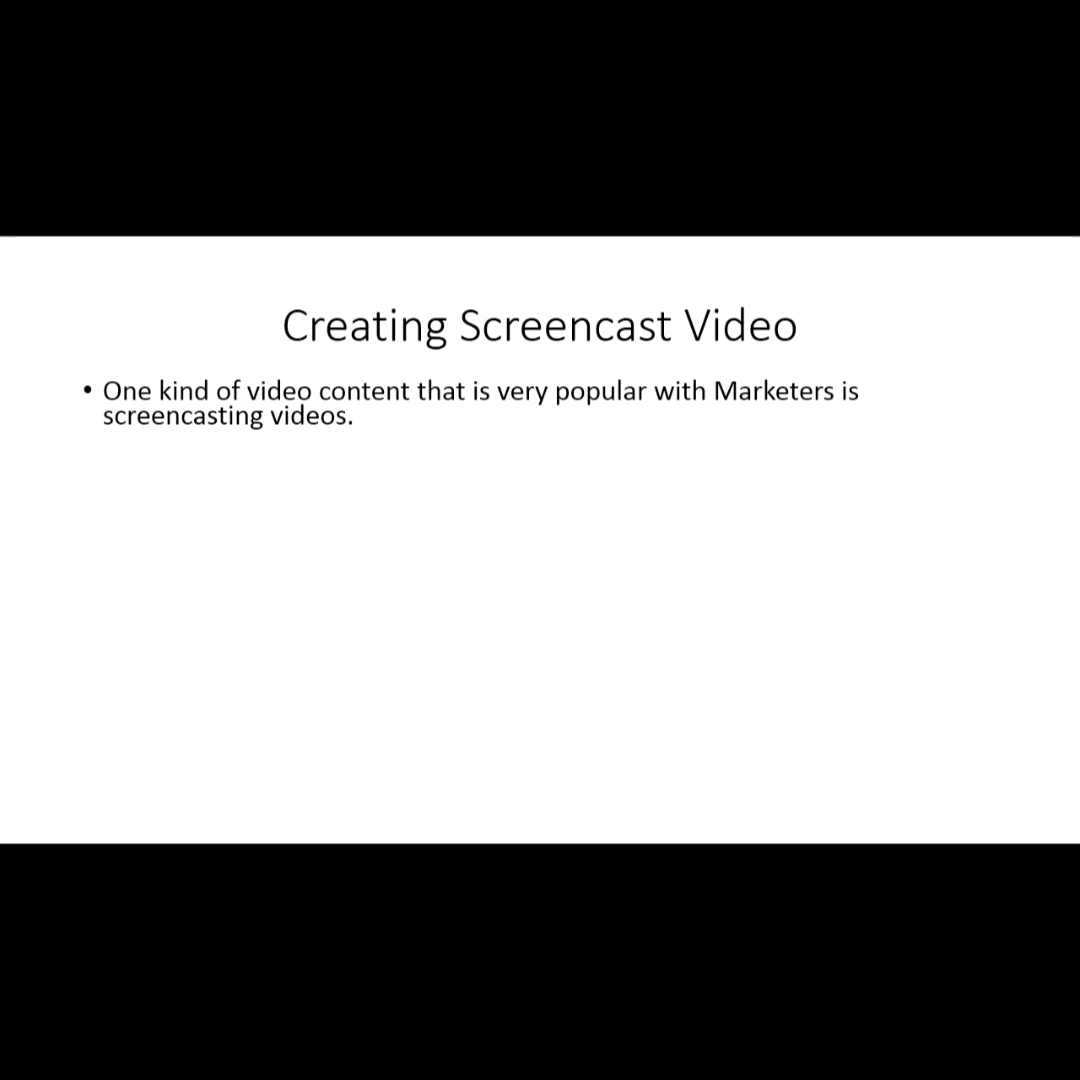 Creating Screencast Video
• One kind of video content that is very popular with Marketers is
screencasting videos.